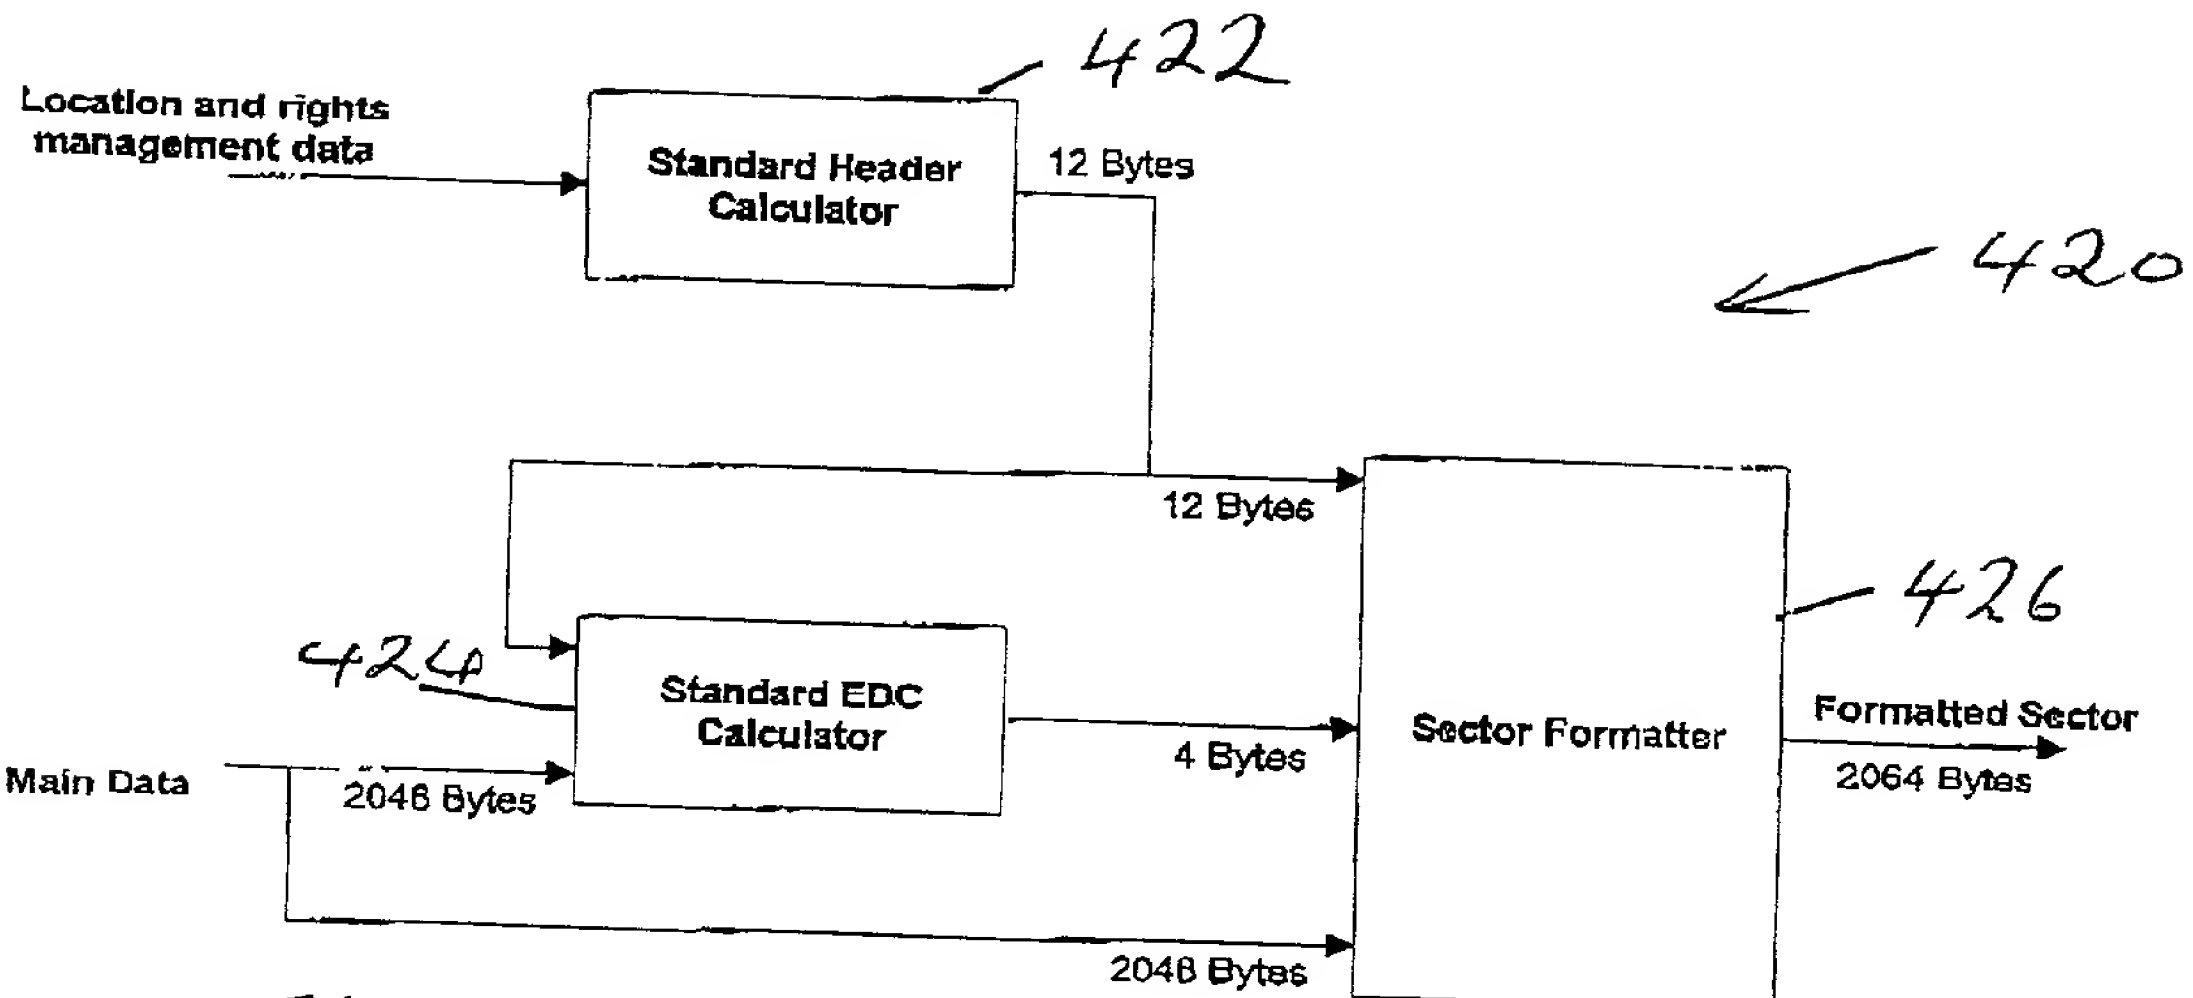 422
Location and rights
management data
Standard Header
Calculator
12 Bytes
420
12 Bytes
426
424
Standard EDC
Calculator
Formatted Sector
Sector Formatter
4 Bytes
Main Data
2048 Bytes
2064 Bytes
2048 Bytes